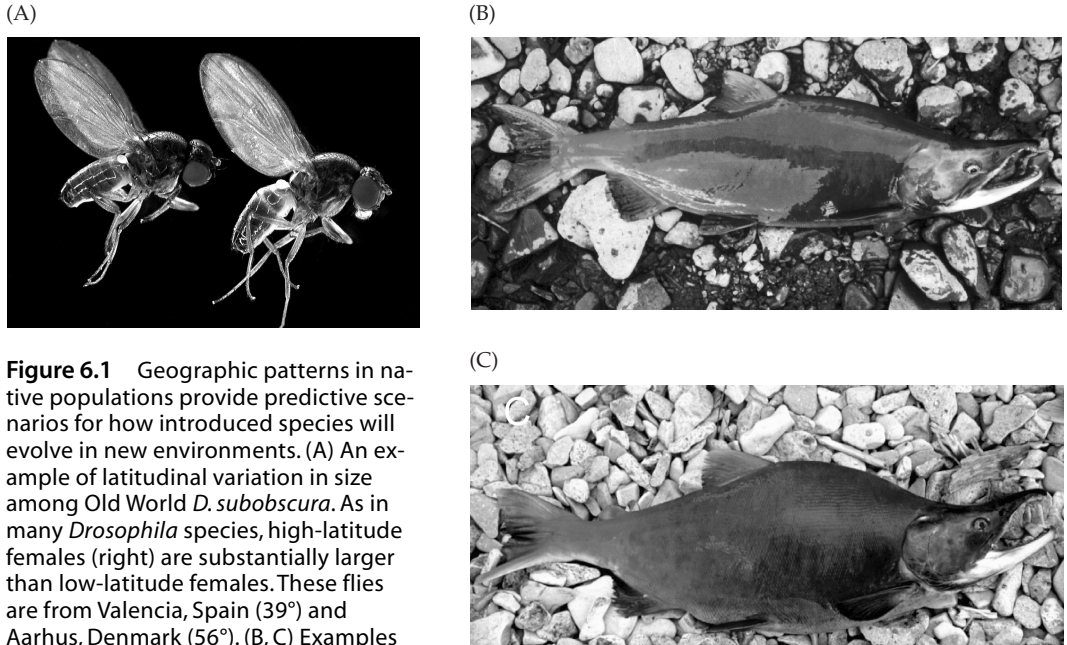 (A)
(B)
Figure 6.1 Geographic patterns in na-
tive populations provide predictive sce-
narios for how introduced species will
evolve in new environments. (A) An ex-
ample of latitudinal variation in size
among Old World D. subobscura. As in
many Drosophila species, high-latitude
females (right) are substantially larger
than low-latitude females. These flies
are from Valencia, Spain (39°) and
Aarhus, Denmark (56°). (B, C) Examples
(C)
C